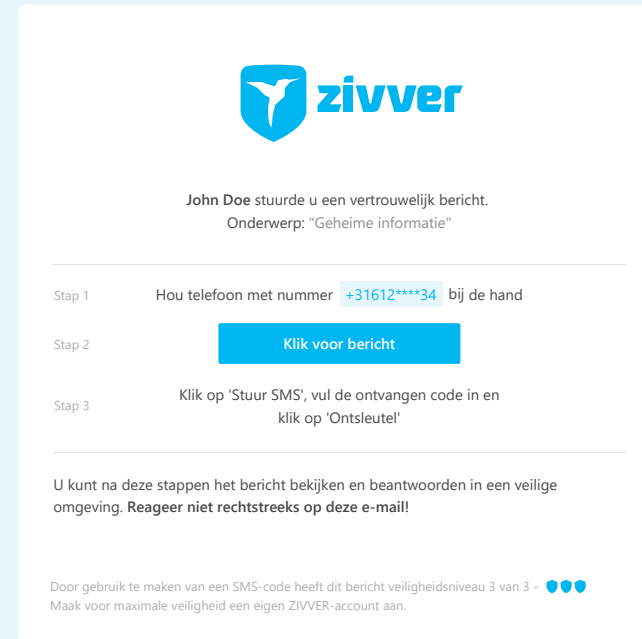 zivver
John Doe stuurde u een vertrouwelijk bericht.
Onderwerp: "Geheime informatie"
Stap 1 Hou telefoon met nummer +31612****34 bij de hand
Stap 2 Klik voor bericht
Klik op 'Stuur SMS', vul de ontvangen code in en
Stap 3
klik op 'Ontsleutel'
U kunt na deze stappen het bericht bekijken en beantwoorden in een veilige
omgeving. Reageer niet rechtstreeks op deze e-mail!
Door gebruik te maken van een SMS-code heeft dit bericht veiligheidsniveau 3 van 3 -
Maak voor maximale veiligheid een eigen ZIVVER-account aan.